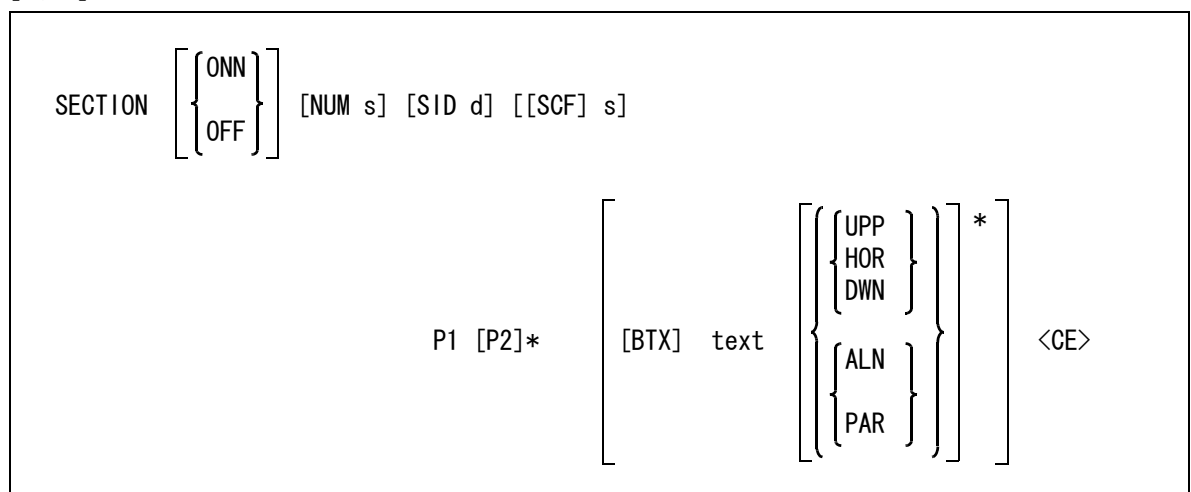 ONN
SECTION [NUM s] [SID d] [[SCF] s]
OFF
UPP
HOR
DWN
*
P1 [P2]* [BTX] text <CE>
ALN
PAR